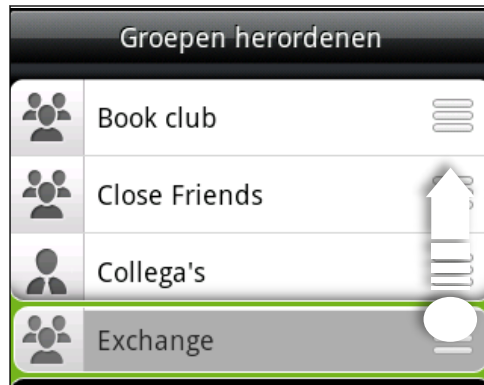 Groepen herordenen
Book club
Close Friends
Collega's
Exchange